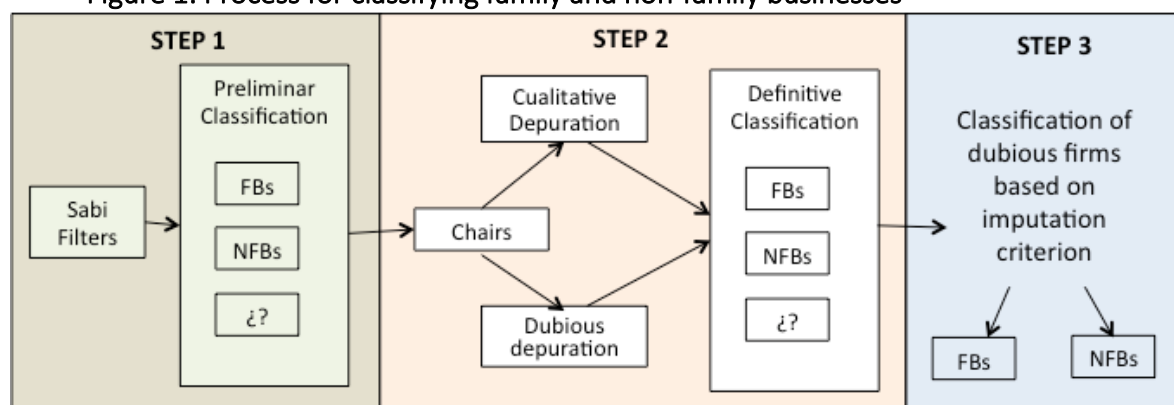 Figure 1. Process for classifying family and non-family businesses
STEP 1
Sabi
Filters
Preliminar
Classification
FBs
NFBs
¿?
STEP 2
Chairs
Cualitative
Depuration
Dubious
depuration
Definitive
Classification
FBs
NFBs
¿?
STEP 3
Classification of
dubious firms
based on
imputation
criterion
FBs
NFBs